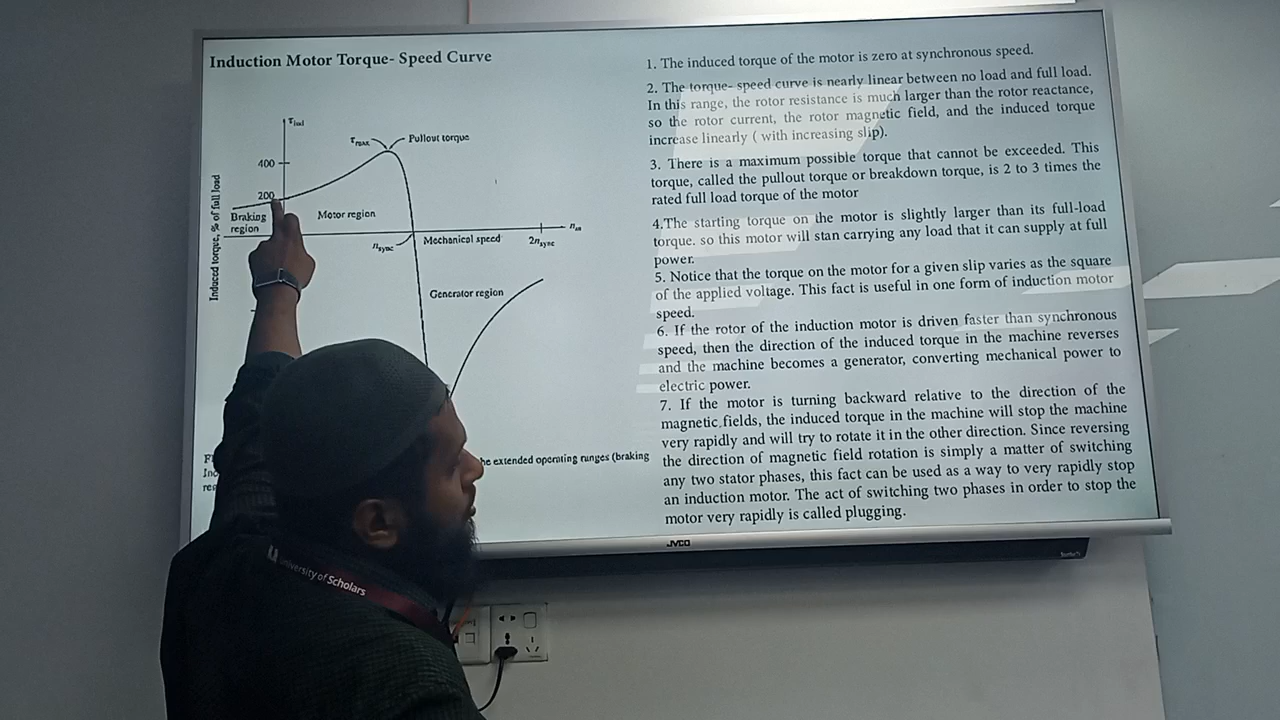 Induction Motor Torque- Speed Curve
τind
τmax
Pullout torque
400
200
Induced torque, % of full load
Braking
region
Motor region
nsync
Mechanical speed
2nsync
nm
Generator region
he extended operating ranges (braking
1. The induced torque of the motor is zero at synchronous speed.
2. The torque- speed curve is nearly linear between no load and full load.
In this range, the rotor resistance is much larger than the rotor reactance,
so the rotor current, the rotor magnetic field, and the induced torque
increase linearly ( with increasing slip).
3. There is a maximum possible torque that cannot be exceeded. This
torque, called the pullout torque or breakdown torque, is 2 to 3 times the
rated full load torque of the motor
4.The starting torque on the motor is slightly larger than its full-load
torque. so this motor will stan carrying any load that it can supply at full
power.
5. Notice that the torque on the motor for a given slip varies as the square
of the applied voltage. This fact is useful in one form of induction motor
speed.
6. If the rotor of the induction motor is driven faster than synchronous
speed, then the direction of the induced torque in the machine reverses
and the machine becomes a generator, converting mechanical power to
electric power.
7. If the motor is turning backward relative to the direction of the
magnetic fields, the induced torque in the machine will stop the machine
very rapidly and will try to rotate it in the other direction. Since reversing
the direction of magnetic field rotation is simply a matter of switching
any two stator phases, this fact can be used as a way to very rapidly stop
an induction motor. The act of switching two phases in order to stop the
motor very rapidly is called plugging.
JVCO
University of Scholars